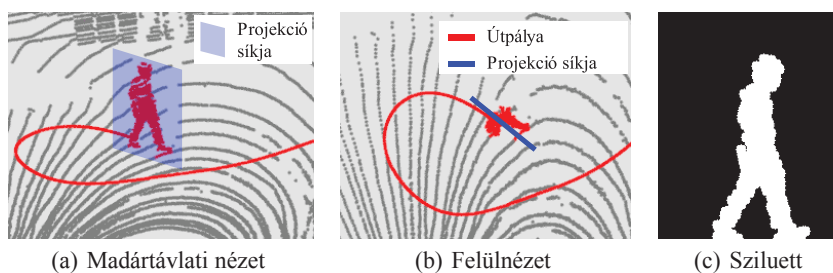 Projekció
síkja
Útpálya
Projekció síkja
(a) Madártávlati nézet
(b) Felülnézet
(c) Sziluett